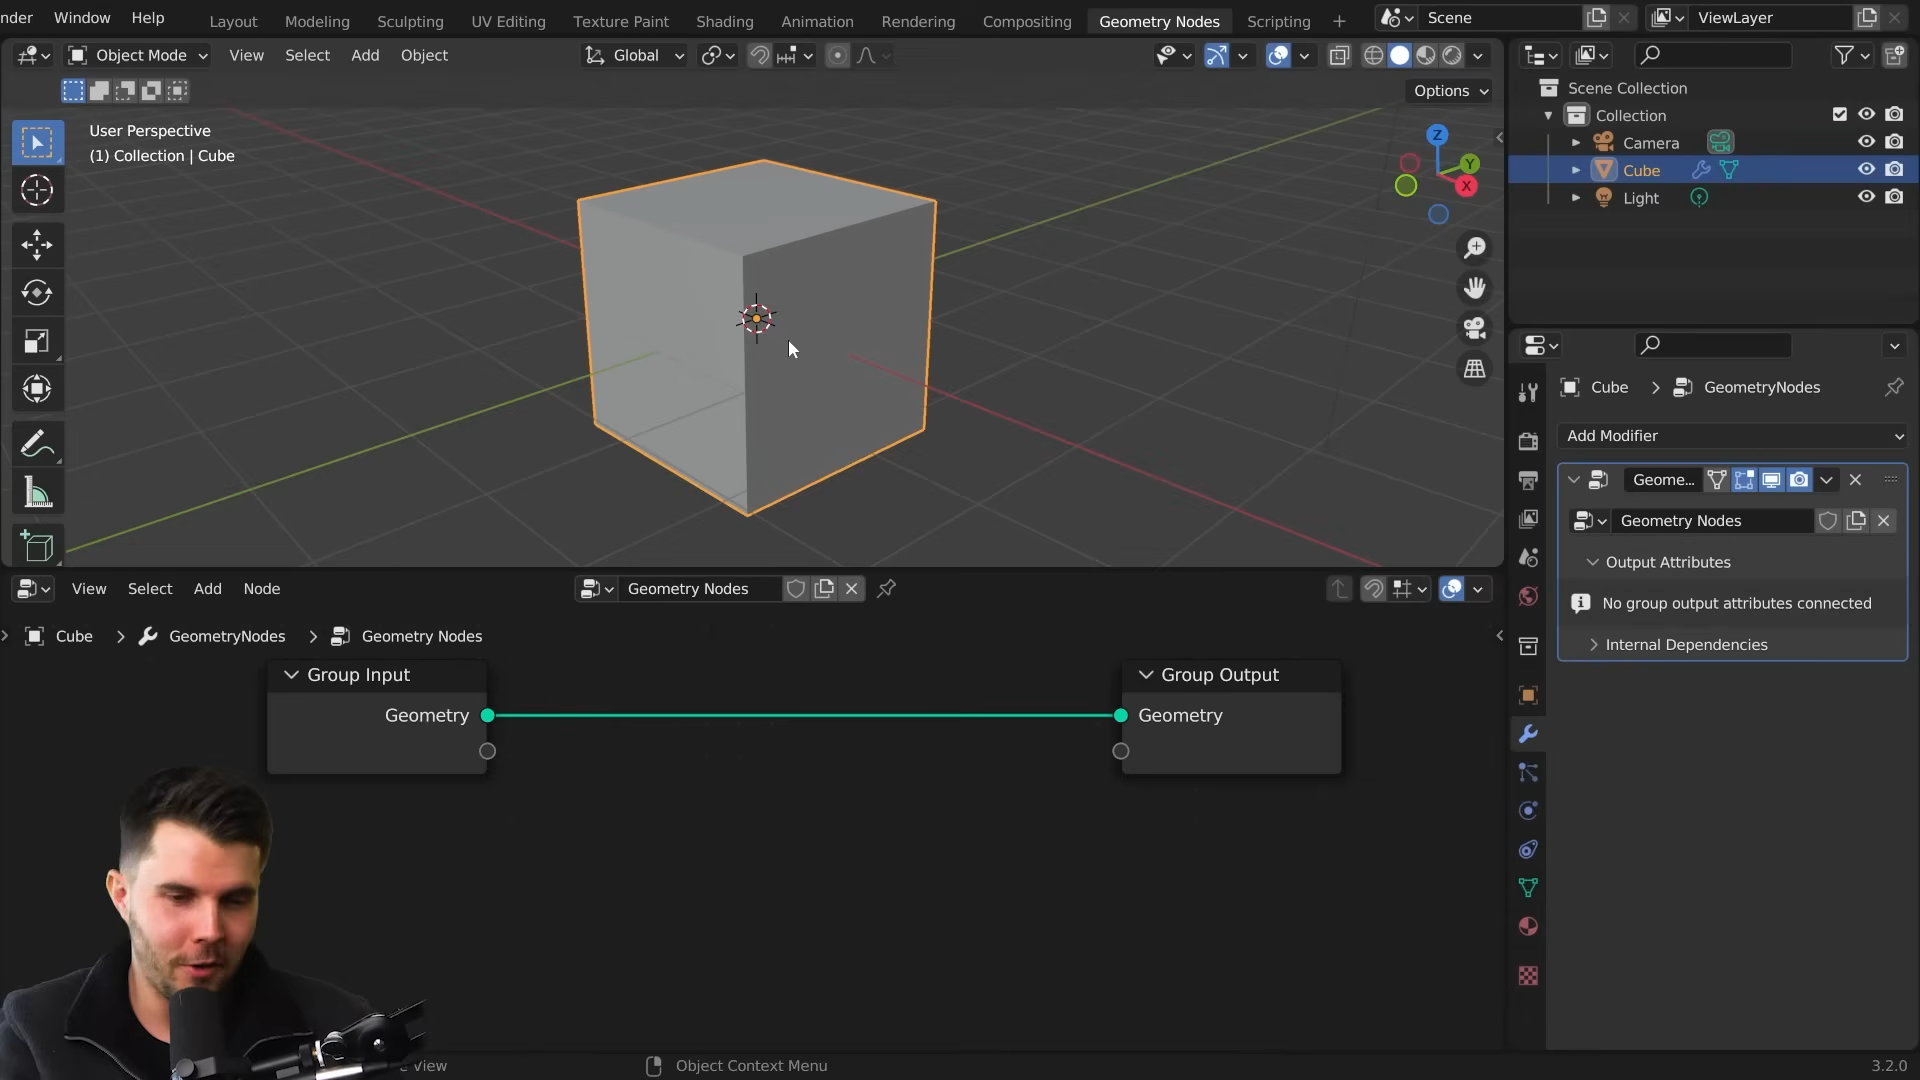 nder Window Help Layout Modeling Sculpting UV Editing Texture Paint Shading Animation Rendering Compositing Geometry Nodes Scripting + Scene ViewLayer
Object Mode View Select Add Object Global
Options
User Perspective
(1) Collection | Cube
Z
Y
X
Scene Collection
Collection
Camera
Cube
Light
Cube > GeometryNodes
Add Modifier
Geome...
Geometry Nodes
Output Attributes
No group output attributes connected
Internal Dependencies
View Select Add Node Geometry Nodes
Cube > GeometryNodes > Geometry Nodes
Group Input
Geometry
Group Output
Geometry
View Object Context Menu 3.2.0